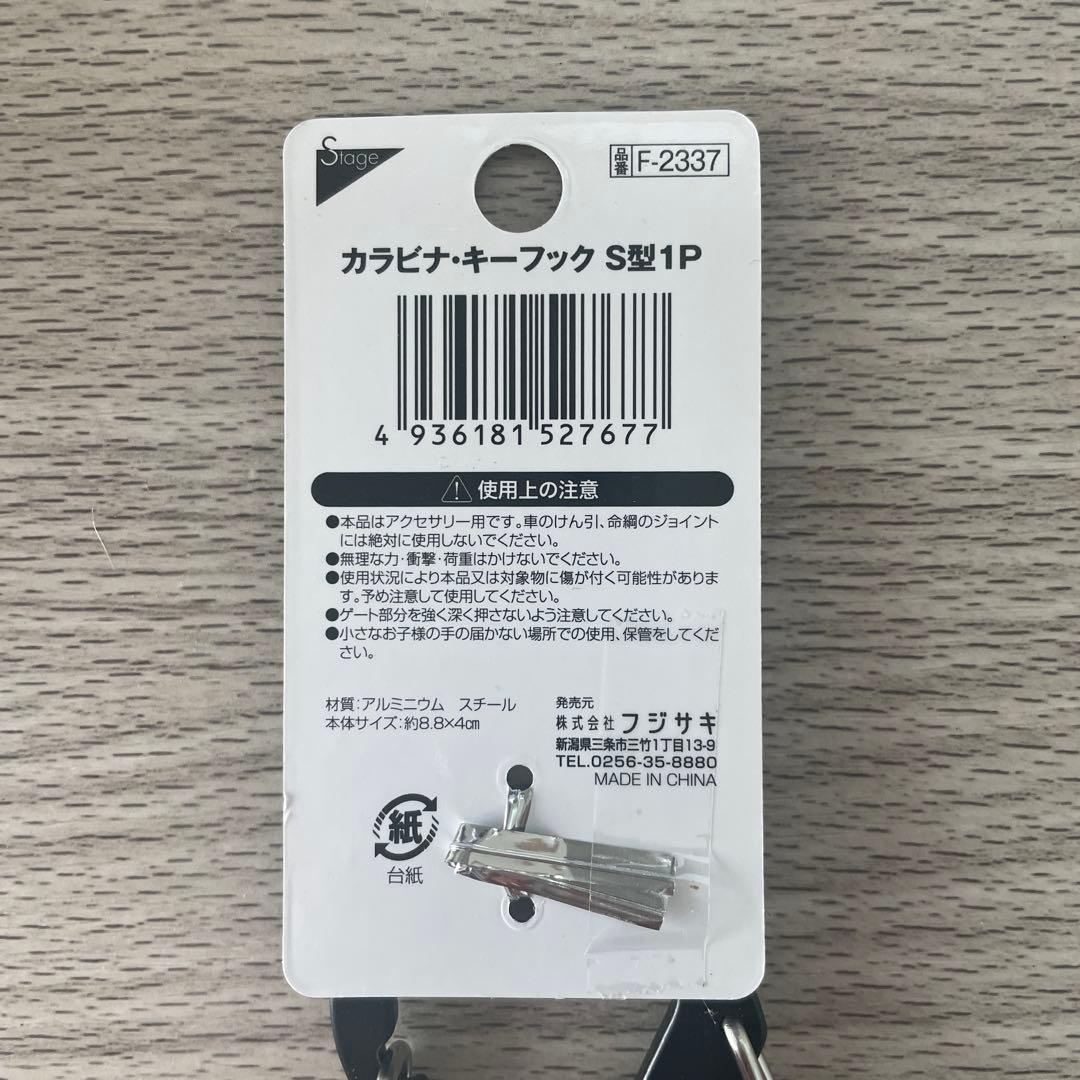 Stage
品番 F-2337
カラビナ・キーフック S型1P
4 936181 527677
使用上の注意
●本品はアクセサリー用です。車のけん引、命綱のジョイント
には絶対に使用しないでください。
●無理な力・衝撃・荷重はかけないでください。
●使用状況により本品又は対象物に傷が付く可能性がありま
す。予め注意して使用してください。
●ゲート部分を強く深く押さないよう注意してください。
●小さなお子様の手の届かない場所での使用、保管をしてくだ
さい。
材質:アルミニウム スチール
本体サイズ:約8.8×4㎝
発売元
株式会社フジサキ
新潟県三条市三竹1丁目13-9
TEL.0256-35-8880
MADE IN CHINA
紙
台紙